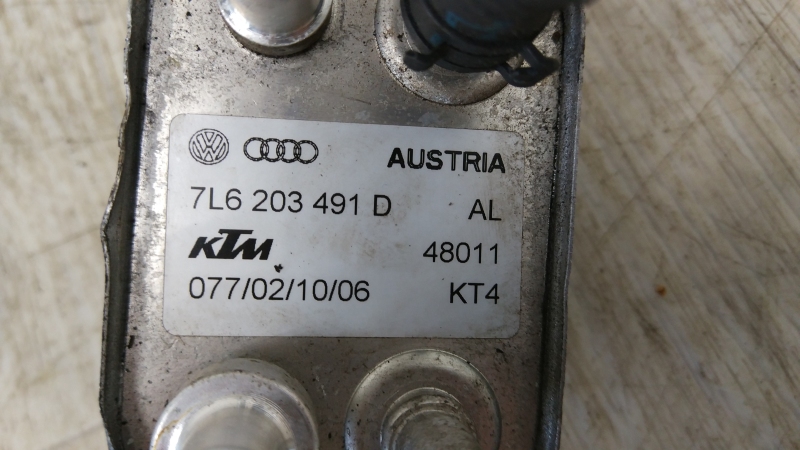 AUSTRIA
7L6 203 491 D AL
KTM 48011
077/02/10/06 KT4